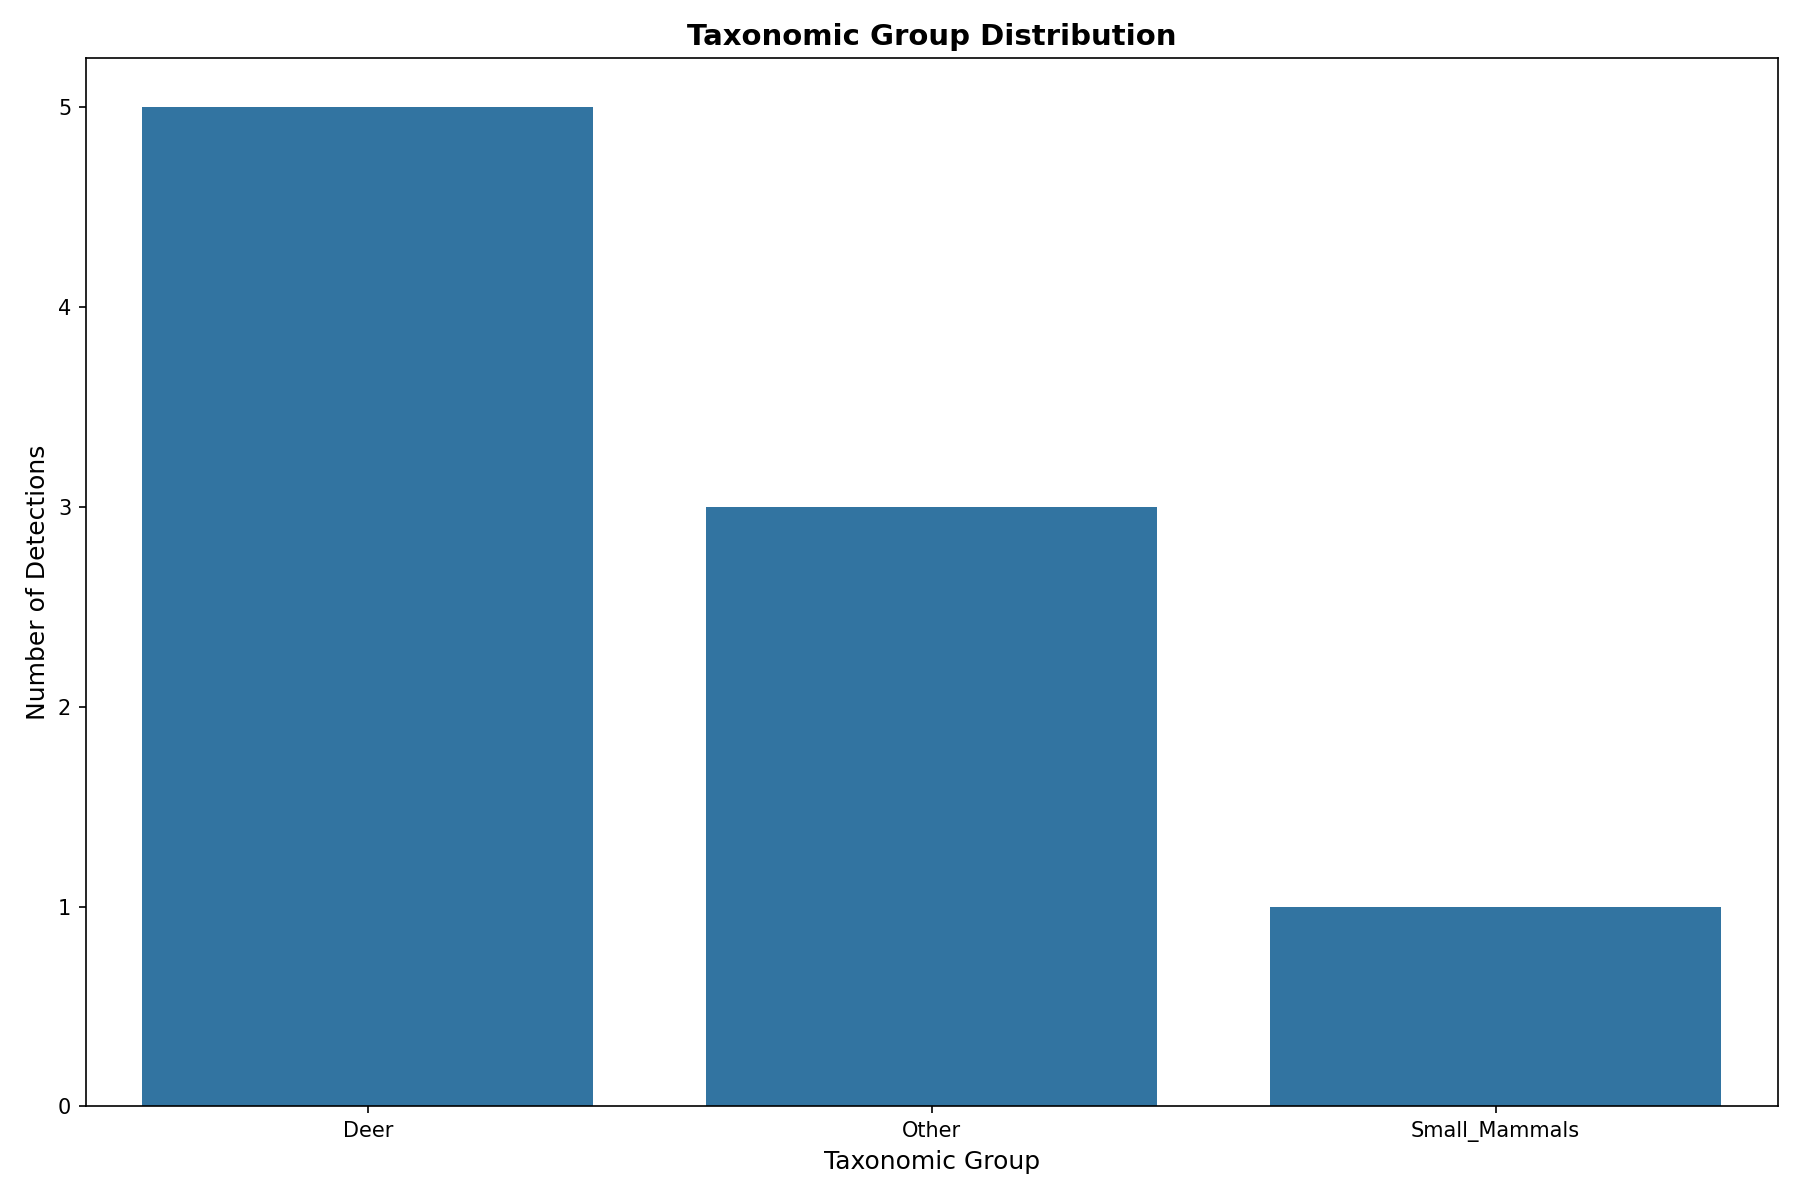 Taxonomic Group Distribution
5
4
3
2
1
0
Number of Detections
Deer
Other
Small_Mammals
Taxonomic Group